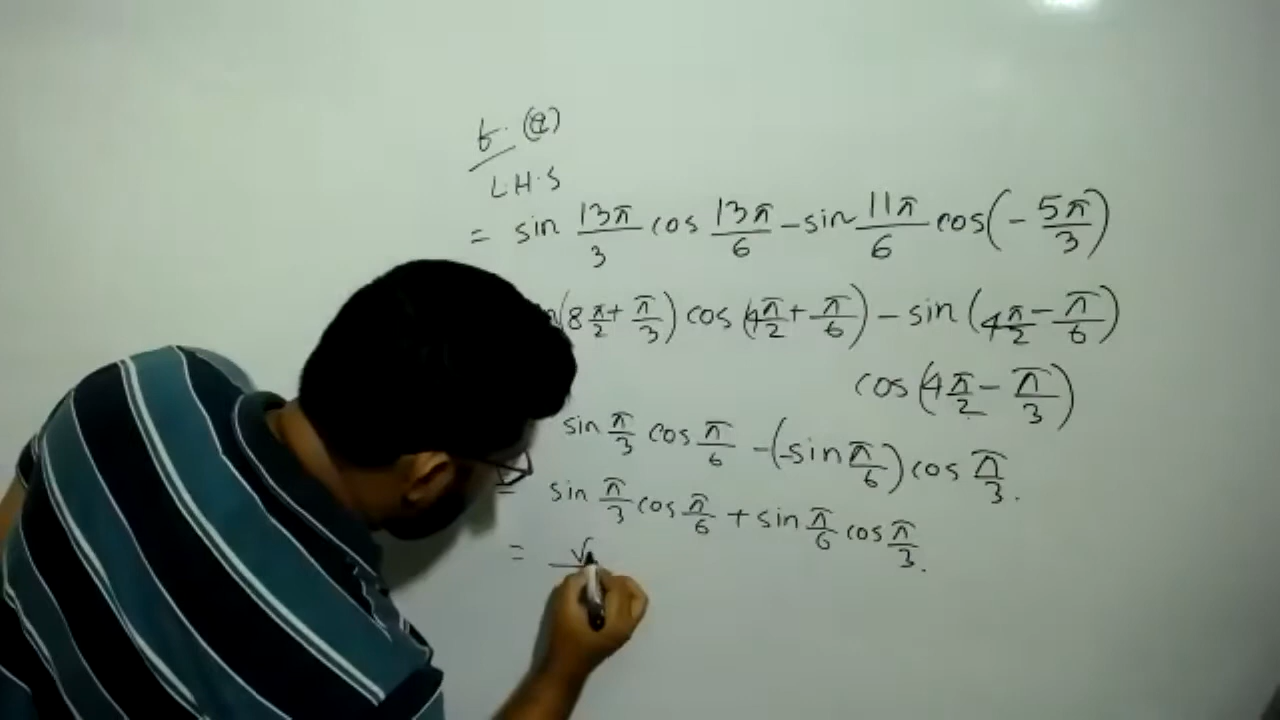 6. (a)
L.H.S
= sin 13π/3 cos 13π/6 - sin 11π/6 cos(- 5π/3)
(8 π/2 + π/3) cos (4π/2 + π/6) - sin (4π/2 - π/6)
cos (4π/2 - π/3)
sin π/3 cos π/6 - (-sin π/6) cos π/3.
= sin π/3 cos π/6 + sin π/6 cos π/3.
= √